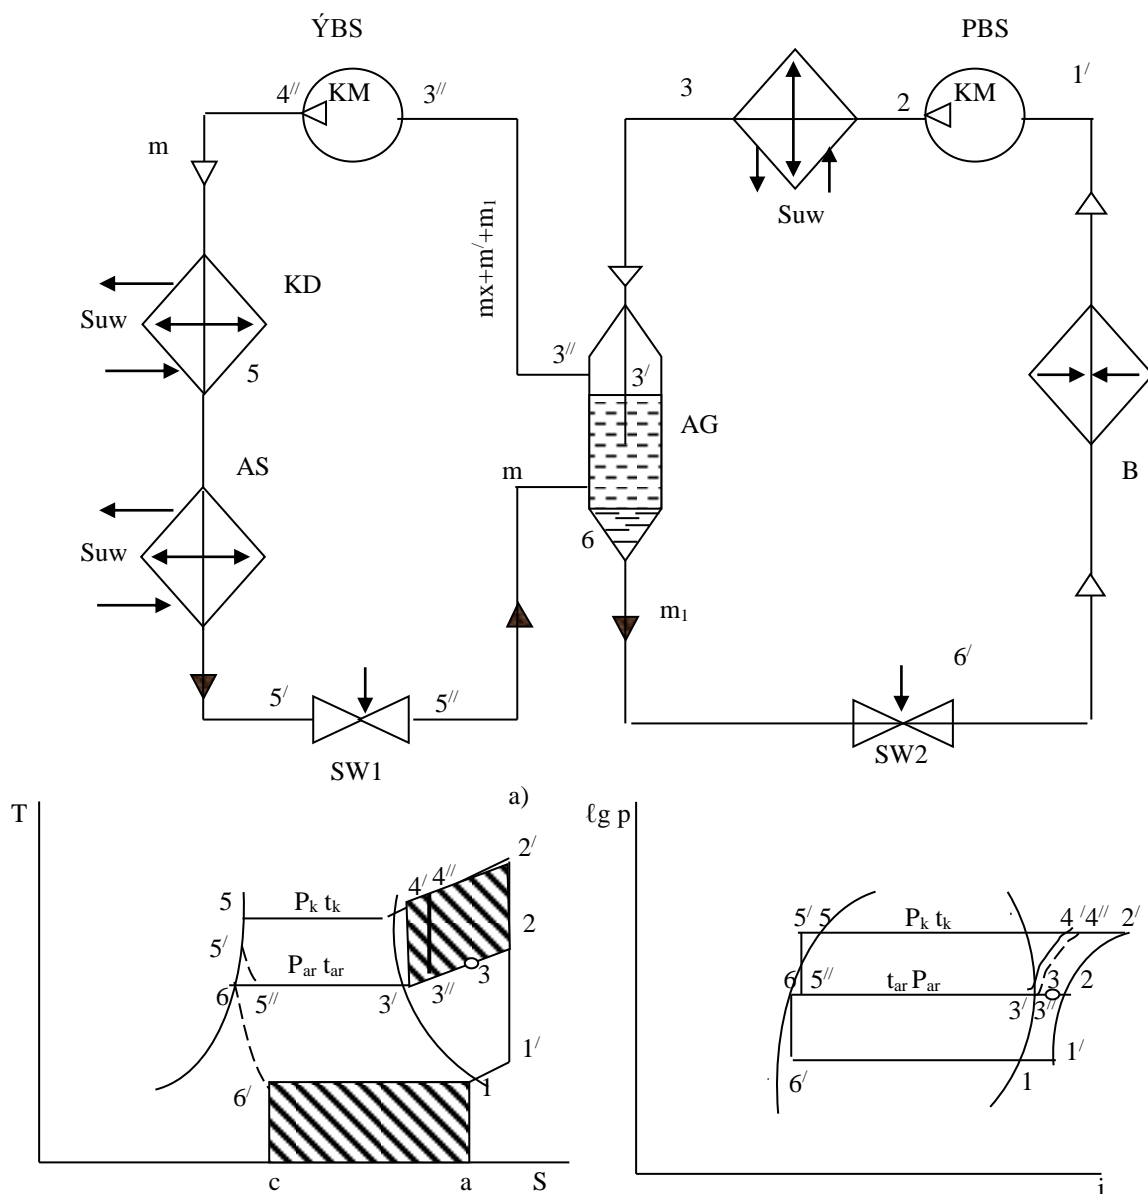 ÝBS
PBS
4// KM 3//
3
2 KM 1/
m
Suw
mx+m/+m1
KD
Suw
5
3//
3/
AG
AS
m
B
Suw
6
m1
5/ 5//
6/
SW1
SW2
a)
T
2/
4/ 4//
5
Pk tk
2
5/
Par tar
3
6 5//
3/ 3//
1/
6/
1
c a S
ℓg p
5/ 5 Pk tk 4/ 4// 2/
6 5// tar Par 3 2
3/ 3//
1/
6/
1
i